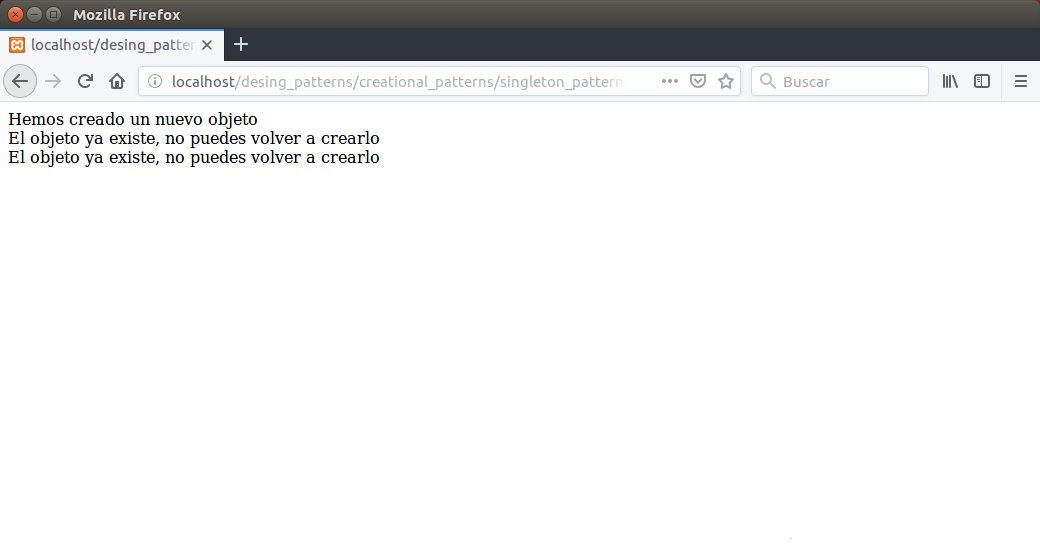 Mozilla Firefox
localhost/desing_patter
localhost/desing_patterns/creational_patterns/singleton_pattern
Buscar
Hemos creado un nuevo objeto
El objeto ya existe, no puedes volver a crearlo
El objeto ya existe, no puedes volver a crearlo